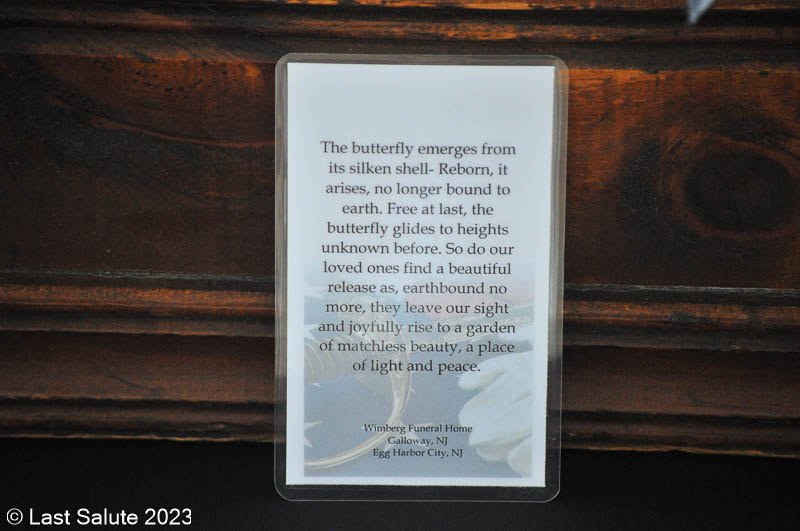 The butterfly emerges from
its silken shell- Reborn, it
arises, no longer bound to
earth. Free at last, the
butterfly glides to heights
unknown before. So do our
loved ones find a beautiful
release as, earthbound no
more, they leave our sight
and joyfully rise to a garden
of matchless beauty, a place
of light and peace.
Wimberg Funeral Home
Galloway, NJ
Egg Harbor City, NJ
© Last Salute 2023